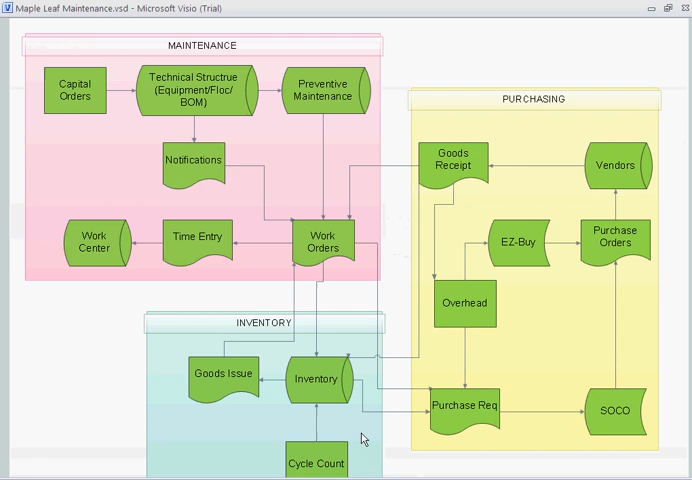 Maple Leaf Maintenance.vsd - Microsoft Visio (Trial)
MAINTENANCE
Capital
Orders
Technical Structrue
(Equipment/Floc/
BOM)
Preventive
Maintenance
Notifications
Work
Center
Time Entry
Work
Orders
PURCHASING
Goods
Receipt
Vendors
EZ-Buy
Purchase
Orders
Overhead
Purchase Req
SOCO
INVENTORY
Goods Issue
Inventory
Cycle Count